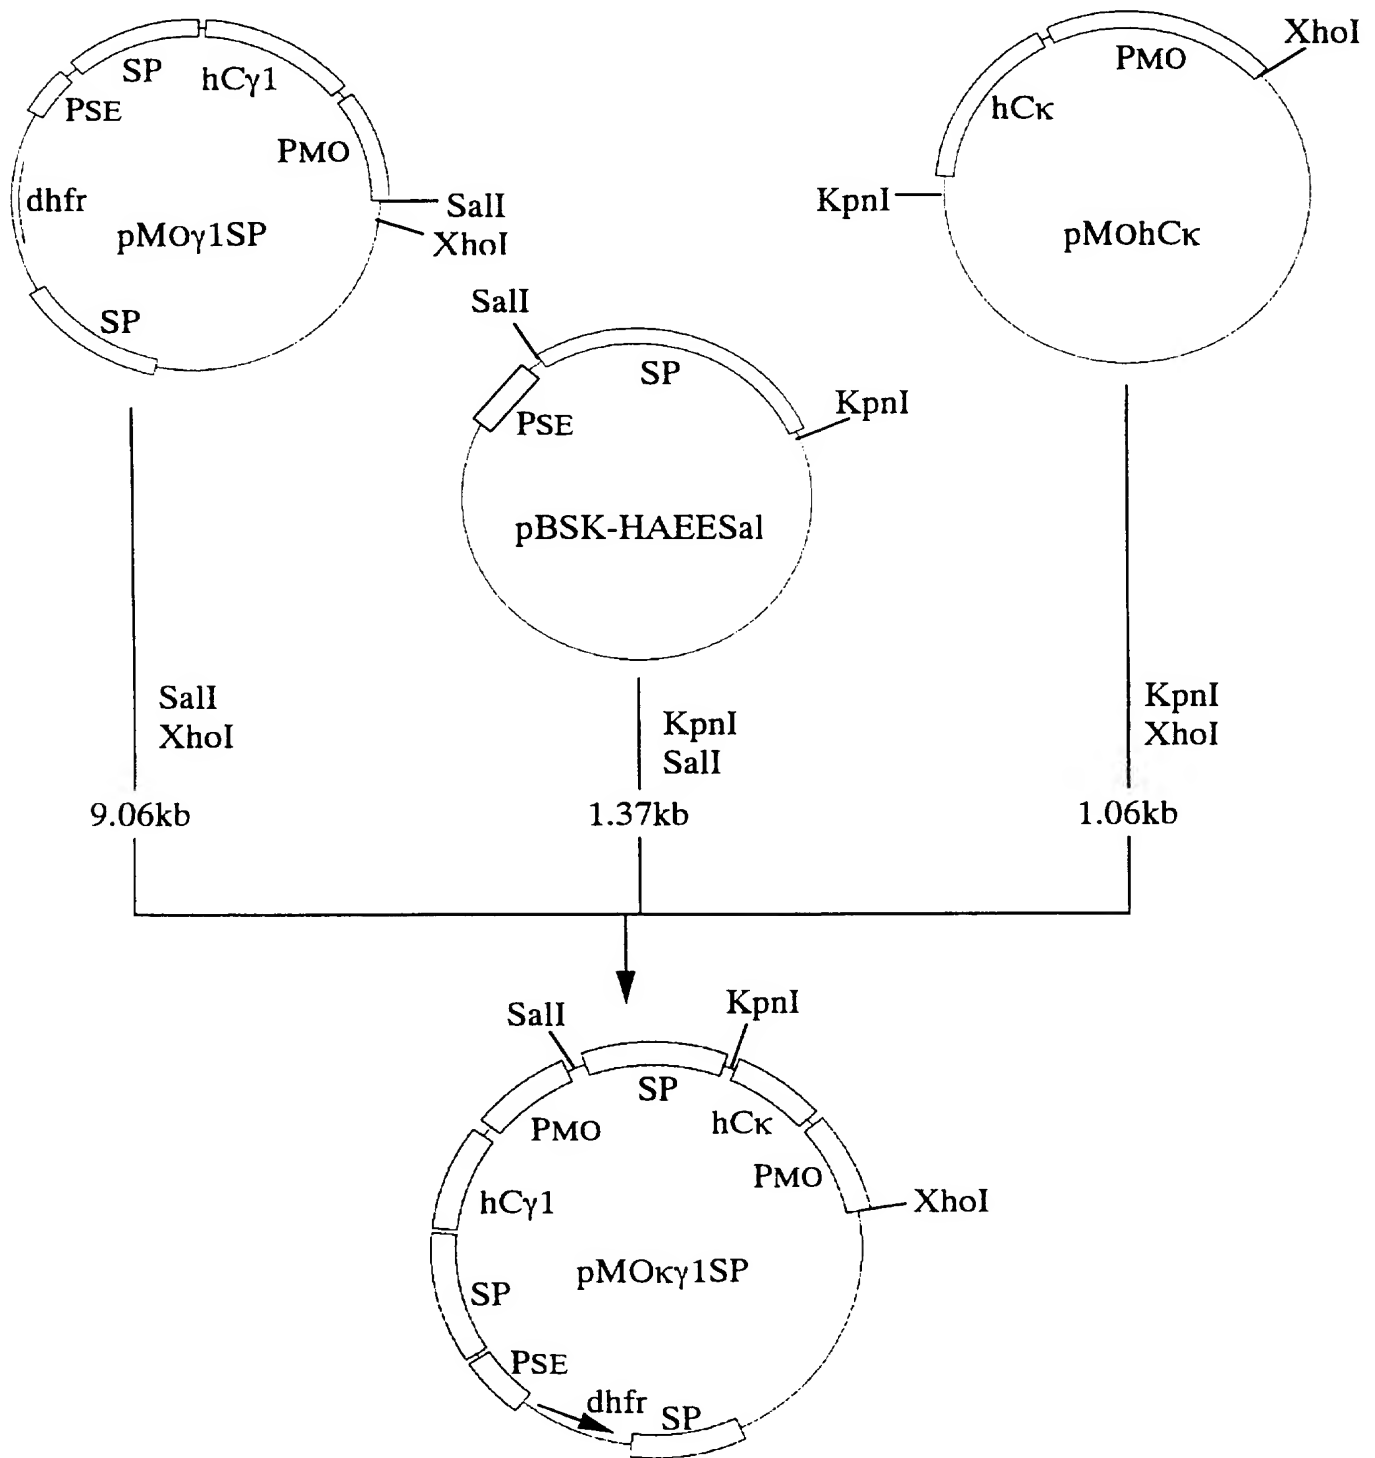 SP
hCγ1
PSE
PMO
dhfr
pMOγ1SP
SalI
XhoI
SP
PMO
XhoI
hCκ
KpnI
pMOhCκ
SalI
SP
KpnI
PSE
pBSK-HAEESal
SalI
XhoI
KpnI
SalI
KpnI
XhoI
9.06kb
1.37kb
1.06kb
SalI
KpnI
SP
PMO
hCκ
PMO
XhoI
hCγ1
pMOκγ1SP
SP
PSE
dhfr
SP